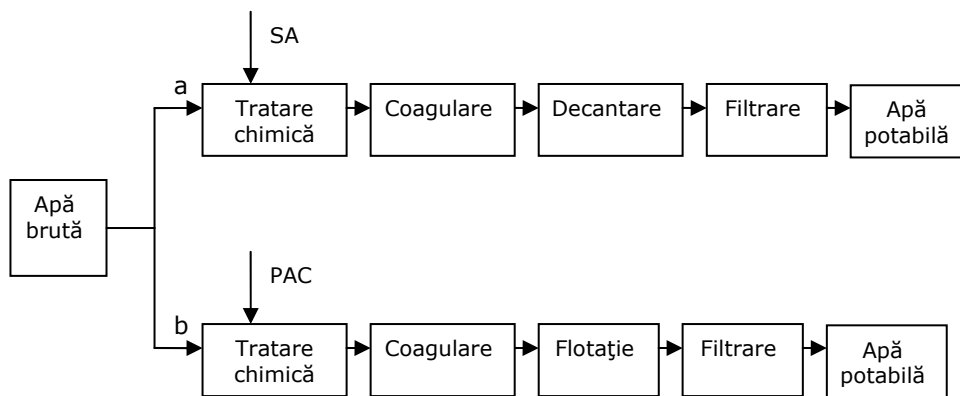 SA
a
Tratare
chimică
Coagulare
Decantare
Filtrare
Apă
potabilă
Apă
brută
PAC
b
Tratare
chimică
Coagulare
Flotaţie
Filtrare
Apă
potabilă